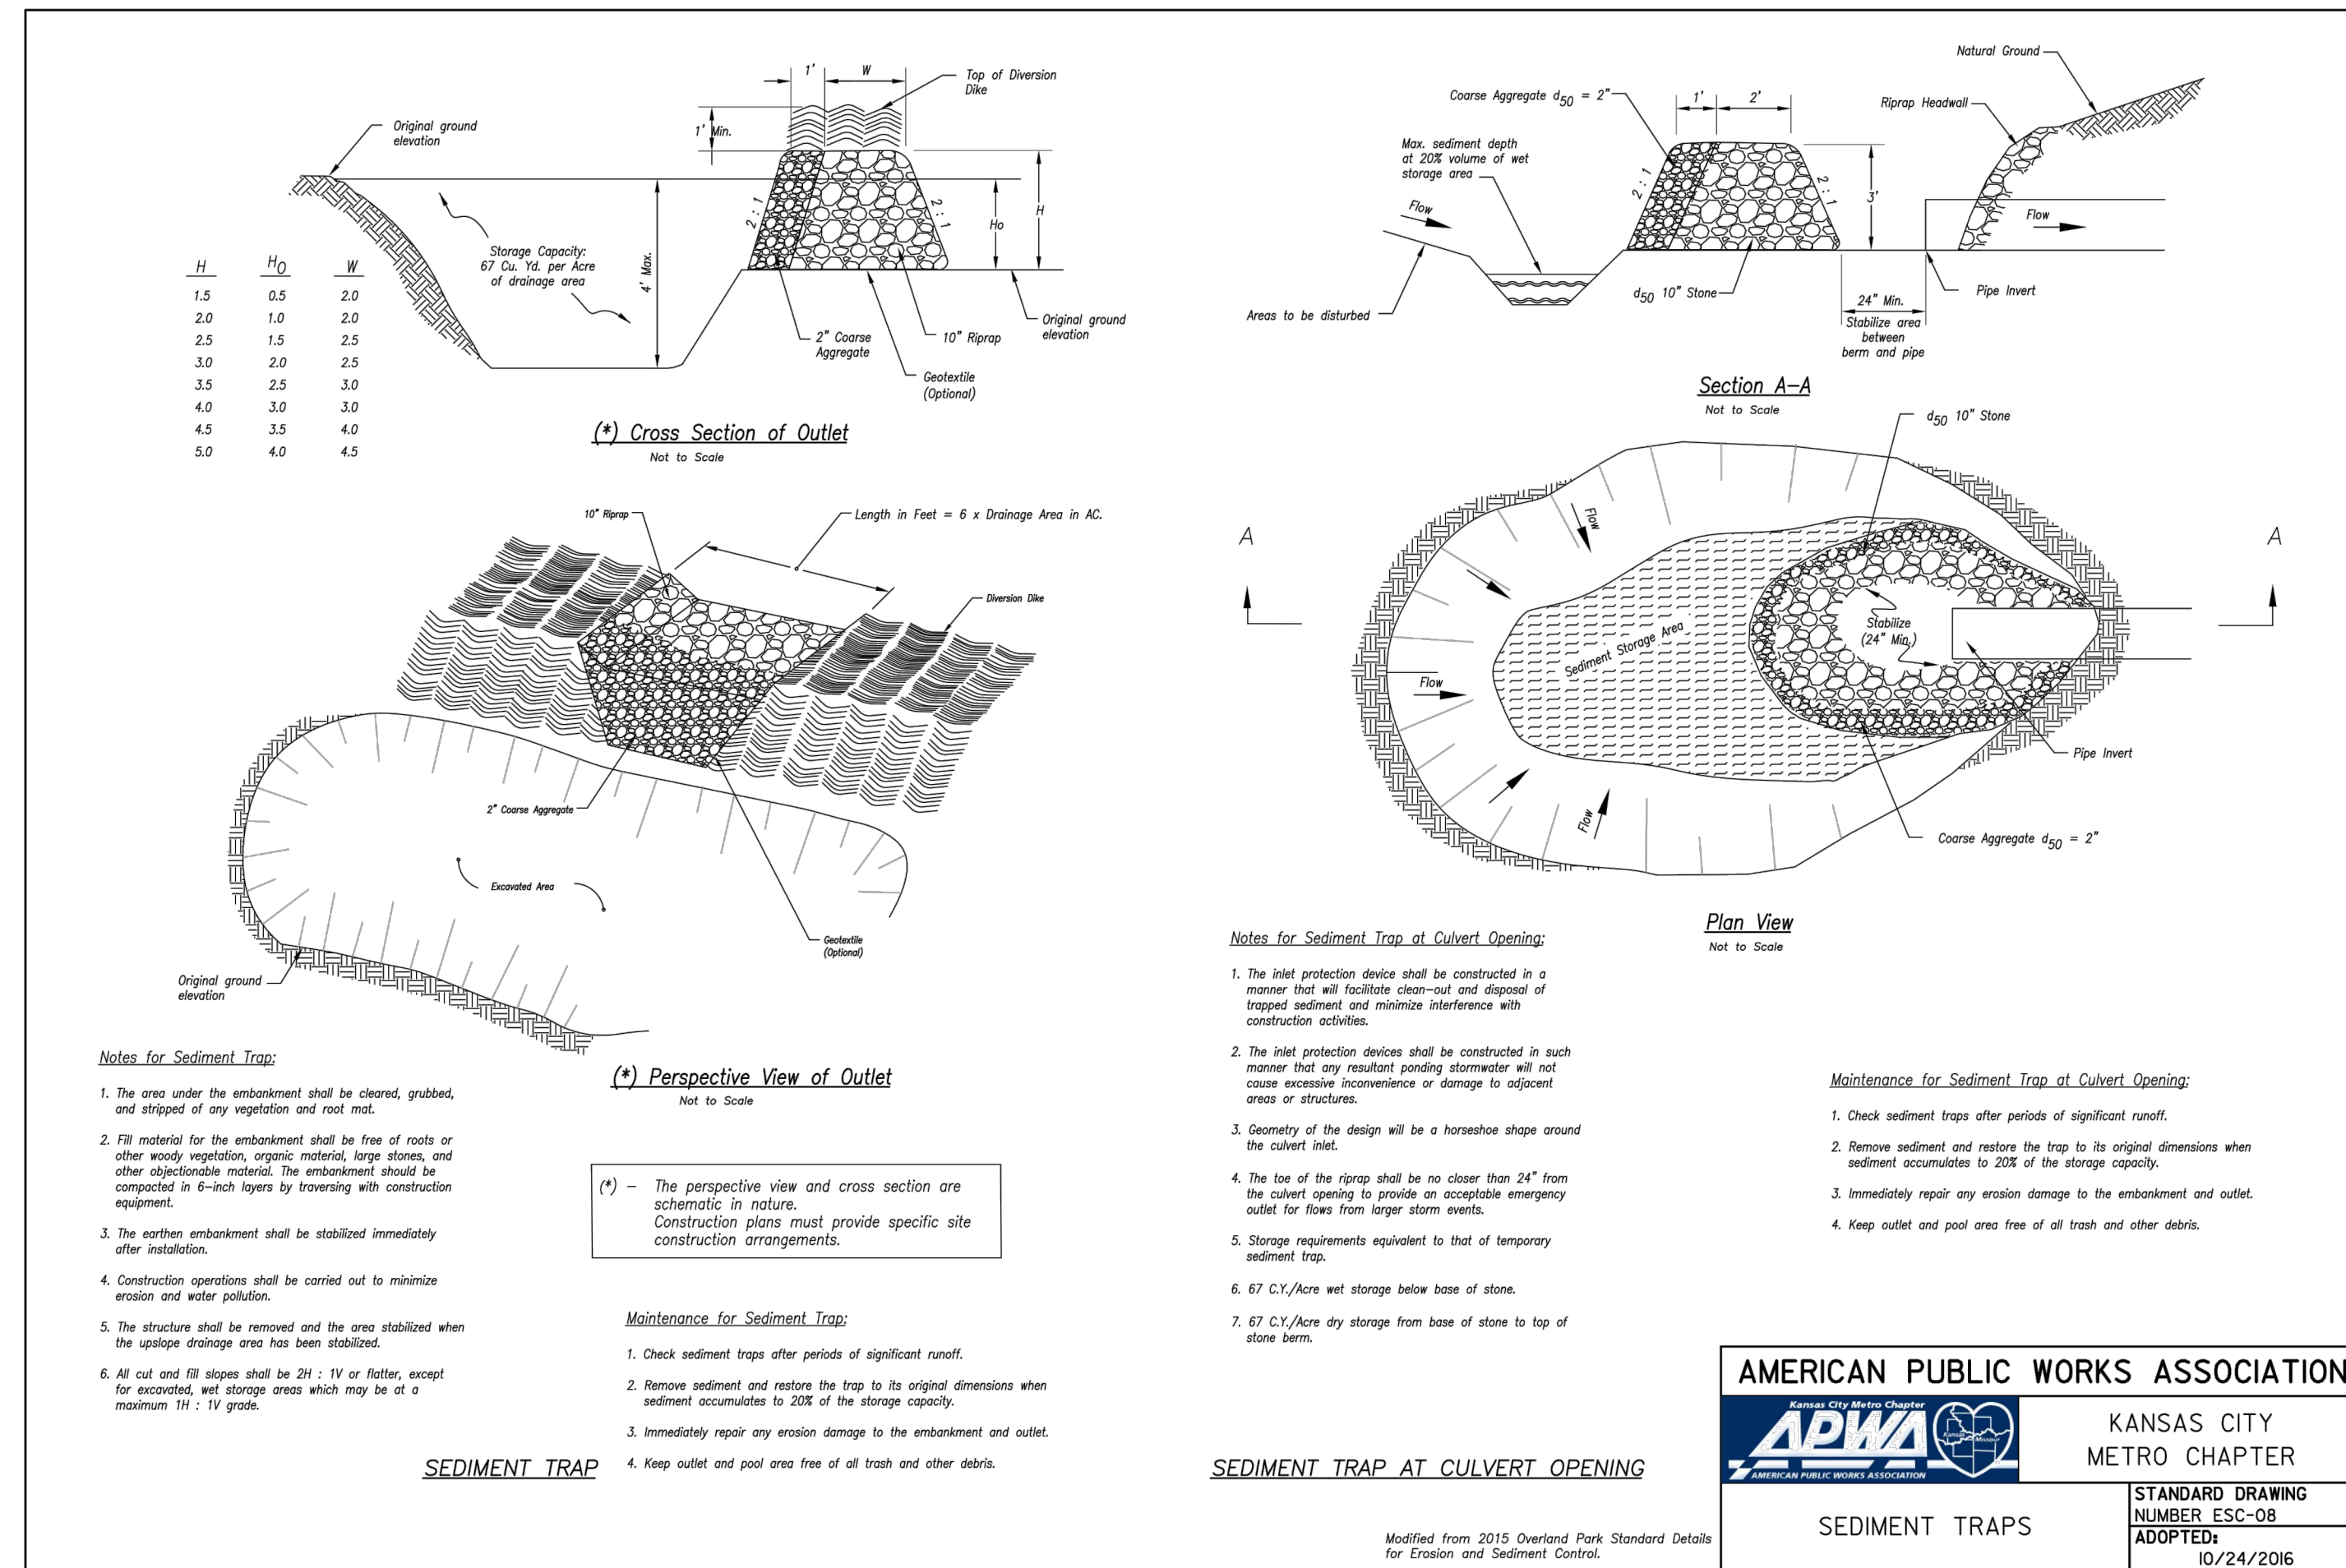 1'
W
Top of Diversion
Dike
1' Min.
Original ground
elevation
2 : 1
2 : 1
Ho
H
Storage Capacity:
67 Cu. Yd. per Acre
of drainage area
4' Max.
H HO W
1.5 0.5 2.0
2.0 1.0 2.0
2.5 1.5 2.5
3.0 2.0 2.5
3.5 2.5 3.0
4.0 3.0 3.0
4.5 3.5 4.0
5.0 4.0 4.5
2" Coarse
Aggregate
10" Riprap
Original ground
elevation
Geotextile
(Optional)
(*) Cross Section of Outlet
Not to Scale
10" Riprap
Length in Feet = 6 x Drainage Area in AC.
Diversion Dike
2" Coarse Aggregate
Excavated Area
Geotextile
(Optional)
Original ground
elevation
(*) Perspective View of Outlet
Not to Scale
Notes for Sediment Trap:
1. The area under the embankment shall be cleared, grubbed,
and stripped of any vegetation and root mat.
2. Fill material for the embankment shall be free of roots or
other woody vegetation, organic material, large stones, and
other objectionable material. The embankment should be
compacted in 6-inch layers by traversing with construction
equipment.
3. The earthen embankment shall be stabilized immediately
after installation.
4. Construction operations shall be carried out to minimize
erosion and water pollution.
5. The structure shall be removed and the area stabilized when
the upslope drainage area has been stabilized.
6. All cut and fill slopes shall be 2H : 1V or flatter, except
for excavated, wet storage areas which may be at a
maximum 1H : 1V grade.
(*) - The perspective view and cross section are
schematic in nature.
Construction plans must provide specific site
construction arrangements.
Maintenance for Sediment Trap:
1. Check sediment traps after periods of significant runoff.
2. Remove sediment and restore the trap to its original dimensions when
sediment accumulates to 20% of the storage capacity.
3. Immediately repair any erosion damage to the embankment and outlet.
4. Keep outlet and pool area free of all trash and other debris.
SEDIMENT TRAP
Natural Ground
Coarse Aggregate d50 = 2"
1'
2'
Riprap Headwall
Max. sediment depth
at 20% volume of wet
storage area
2 : 1
2 : 1
3'
Flow
Flow
Areas to be disturbed
d50 10" Stone
24" Min.
Stabilize area
between
berm and pipe
Pipe Invert
Section A-A
Not to Scale
d50 10" Stone
A
A
Flow
Stabilize
(24" Min.)
Sediment Storage Area
Flow
Pipe Invert
Flow
Coarse Aggregate d50 = 2"
Plan View
Not to Scale
Notes for Sediment Trap at Culvert Opening:
1. The inlet protection device shall be constructed in a
manner that will facilitate clean-out and disposal of
trapped sediment and minimize interference with
construction activities.
2. The inlet protection devices shall be constructed in such
manner that any resultant ponding stormwater will not
cause excessive inconvenience or damage to adjacent
areas or structures.
3. Geometry of the design will be a horseshoe shape around
the culvert inlet.
4. The toe of the riprap shall be no closer than 24" from
the culvert opening to provide an acceptable emergency
outlet for flows from larger storm events.
5. Storage requirements equivalent to that of temporary
sediment trap.
6. 67 C.Y./Acre wet storage below base of stone.
7. 67 C.Y./Acre dry storage from base of stone to top of
stone berm.
Maintenance for Sediment Trap at Culvert Opening:
1. Check sediment traps after periods of significant runoff.
2. Remove sediment and restore the trap to its original dimensions when
sediment accumulates to 20% of the storage capacity.
3. Immediately repair any erosion damage to the embankment and outlet.
4. Keep outlet and pool area free of all trash and other debris.
SEDIMENT TRAP AT CULVERT OPENING
Modified from 2015 Overland Park Standard Details
for Erosion and Sediment Control.
AMERICAN PUBLIC WORKS ASSOCIATION
Kansas City Metro Chapter
APWA
Kansas Missouri
AMERICAN PUBLIC WORKS ASSOCIATION
KANSAS CITY
METRO CHAPTER
SEDIMENT TRAPS
STANDARD DRAWING
NUMBER ESC-08
ADOPTED:
10/24/2016